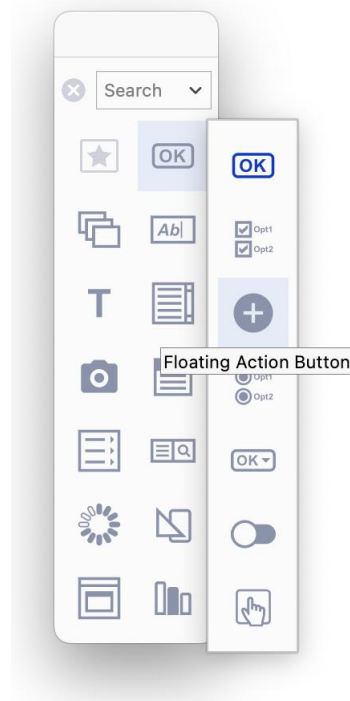 Search
OK
OK
Ab
Opt1
Opt2
T
Floating Action Button
Opt1
Opt2
OK